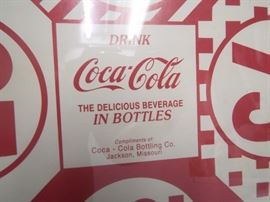 DRINK
Coca-Cola
THE DELICIOUS BEVERAGE
IN BOTTLES
Compliments of
Coca - Cola Bottling Co.
Jackson, Missouri